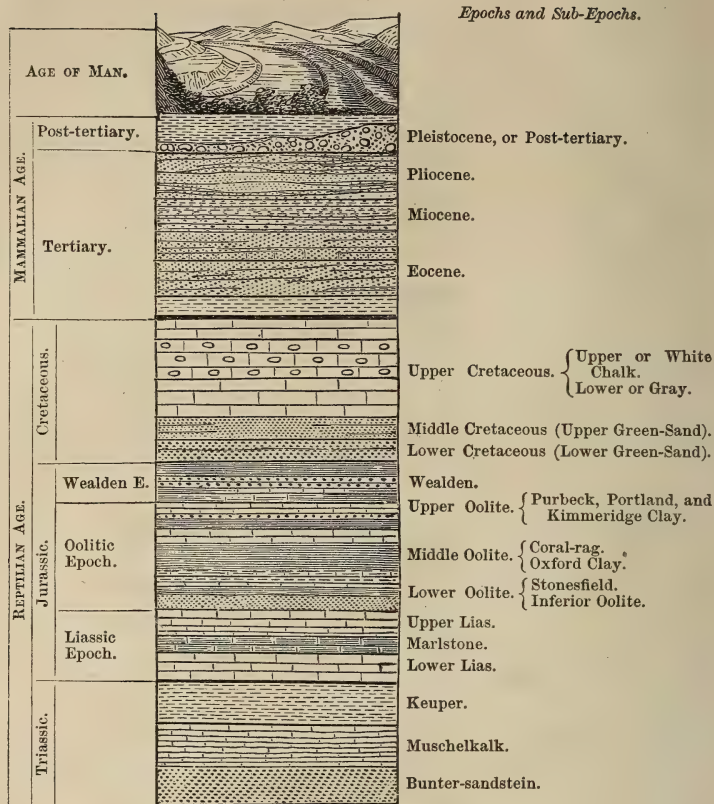 Epochs and Sub-Epochs.
AGE OF MAN.
MAMMALIAN AGE.
Post-tertiary.
Pleistocene, or Post-tertiary.
Tertiary.
Pliocene.
Miocene.
Eocene.
REPTILIAN AGE.
Cretaceous.
Upper Cretaceous. { Upper or White
Chalk.
Lower or Gray.
Middle Cretaceous (Upper Green-Sand).
Lower Cretaceous (Lower Green-Sand).
Jurassic.
Wealden E.
Wealden.
Oolitic
Epoch.
Upper Oolite. { Purbeck, Portland, and
Kimmeridge Clay.
Middle Oolite. { Coral-rag.
Oxford Clay.
Lower Oolite. { Stonesfield.
Inferior Oolite.
Liassic
Epoch.
Upper Lias.
Marlstone.
Lower Lias.
Triassic.
Keuper.
Muschelkalk.
Bunter-sandstein.